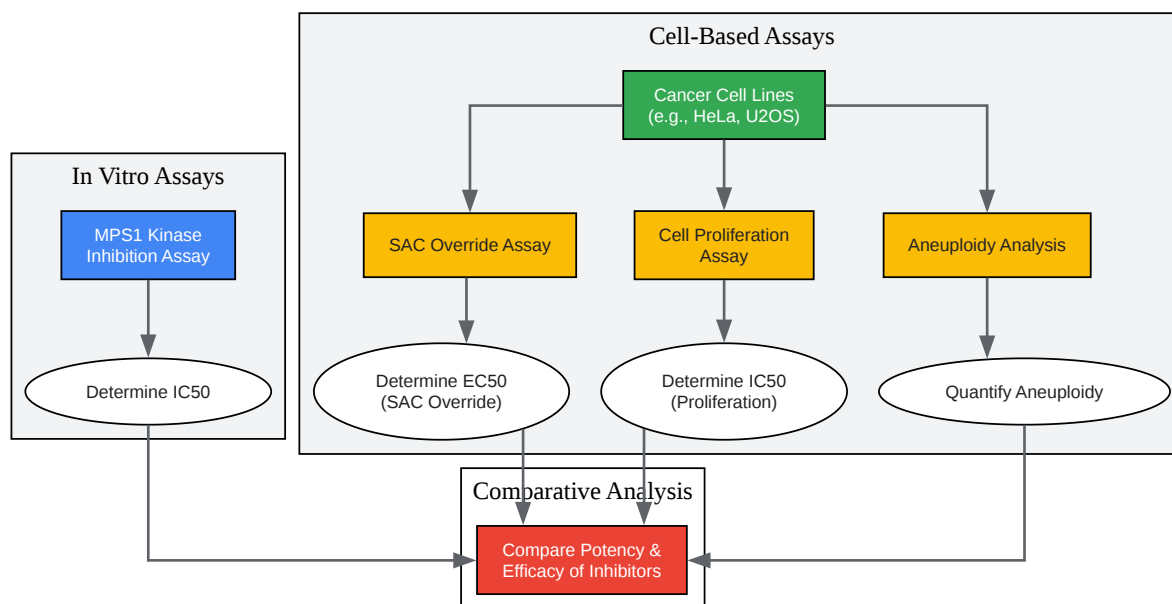 Cell-Based Assays
Cancer Cell Lines
(e.g., HeLa, U2OS)
In Vitro Assays
MPS1 Kinase
Inhibition Assay
SAC Override Assay
Cell Proliferation
Assay
Aneuploidy Analysis
Determine IC50
Determine EC50
(SAC Override)
Determine IC50
(Proliferation)
Quantify Aneuploidy
Comparative Analysis
Compare Potency &
Efficacy of Inhibitors